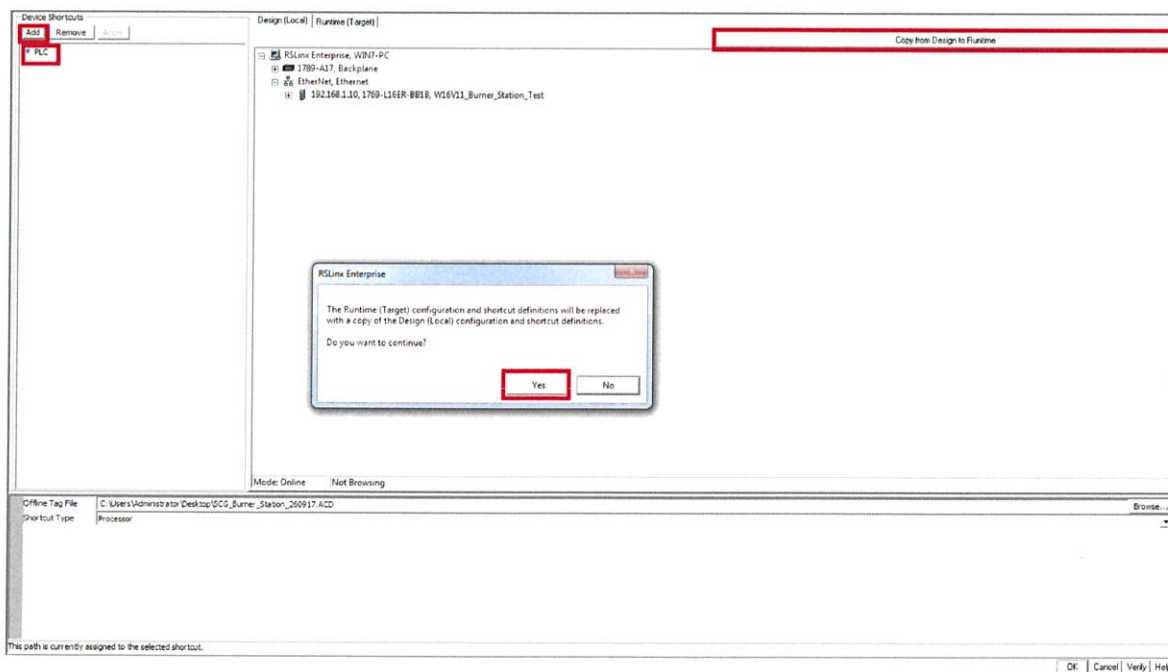 Device Shortcuts
Add Remove Apply
* PLC
Design (Local) Runtime (Target)
Copy from Design to Runtime
RSLinx Enterprise, WIN7-PC
1789-A17, Backplane
EtherNet, Ethernet
192.168.1.10, 1769-L16ER-BB1B, W16V11_Burner_Station_Test
RSLinx Enterprise
The Runtime (Target) configuration and shortcut definitions will be replaced
with a copy of the Design (Local) configuration and shortcut definitions.
Do you want to continue?
Yes No
Mode: Online Not Browsing
Offline Tag File C:\Users\Administrator\Desktop\SCG_Burner_Station_260917.ACD Browse...
Shortcut Type Processor
This path is currently assigned to the selected shortcut.
OK Cancel Verify Help